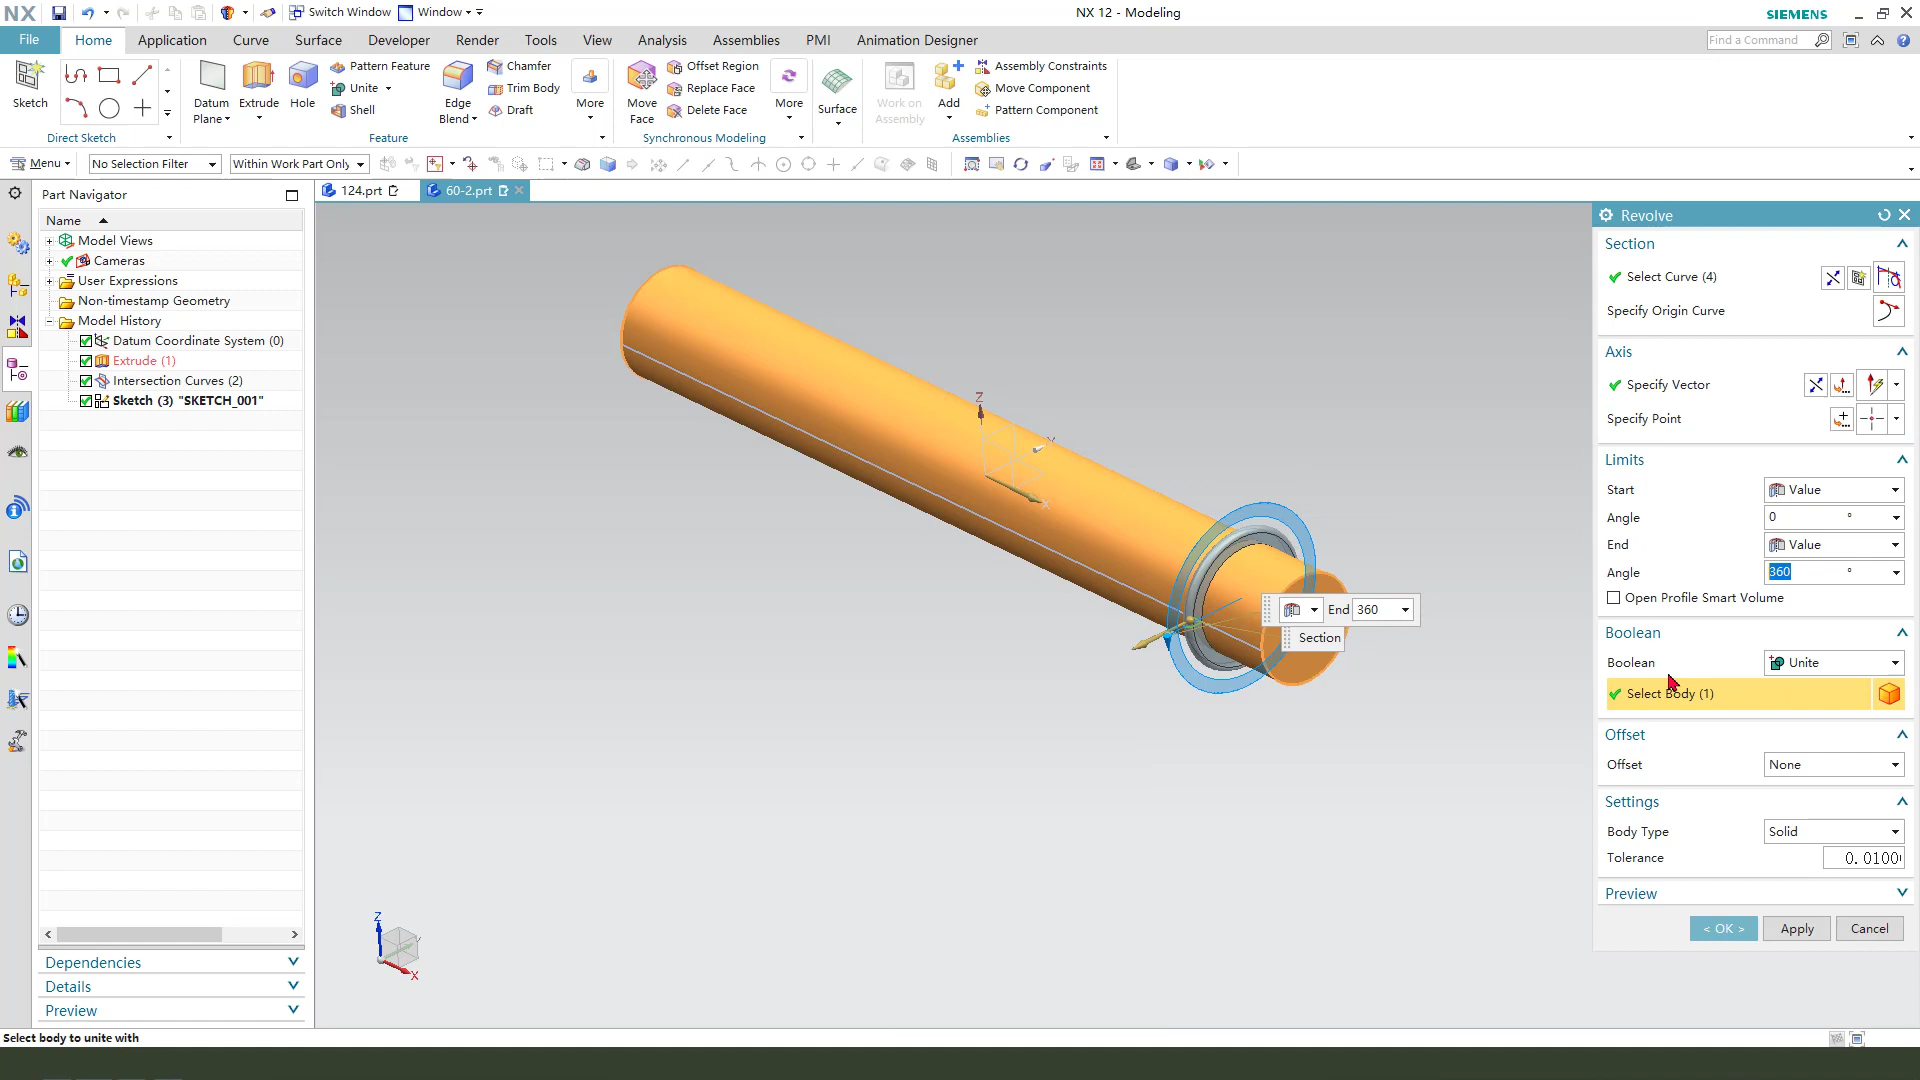 NX
Switch Window
Window
NX 12 - Modeling
SIEMENS
File
Home
Application
Curve
Surface
Developer
Render
Tools
View
Analysis
Assemblies
PMI
Animation Designer
Find a Command
Sketch
Direct Sketch
Datum Plane
Extrude
Hole
Pattern Feature
Unite
Shell
Edge Blend
Chamfer
Trim Body
Draft
More
Feature
Move Face
Offset Region
Replace Face
Delete Face
More
Synchronous Modeling
Surface
Work on Assembly
Add
Assembly Constraints
Move Component
Pattern Component
Assemblies
Menu
No Selection Filter
Within Work Part Only
Part Navigator
124.prt
60-2.prt
Name
Model Views
Cameras
User Expressions
Non-timestamp Geometry
Model History
Datum Coordinate System (0)
Extrude (1)
Intersection Curves (2)
Sketch (3) "SKETCH_001"
Dependencies
Details
Preview
Z
Y
X
End 360
Section
Z
Y
X
Revolve
Section
Select Curve (4)
Specify Origin Curve
Axis
Specify Vector
Specify Point
Limits
Start
Value
Angle
0 °
End
Value
Angle
360 °
Open Profile Smart Volume
Boolean
Boolean
Unite
Select Body (1)
Offset
Offset
None
Settings
Body Type
Solid
Tolerance
0.0100
Preview
< OK >
Apply
Cancel
Select body to unite with